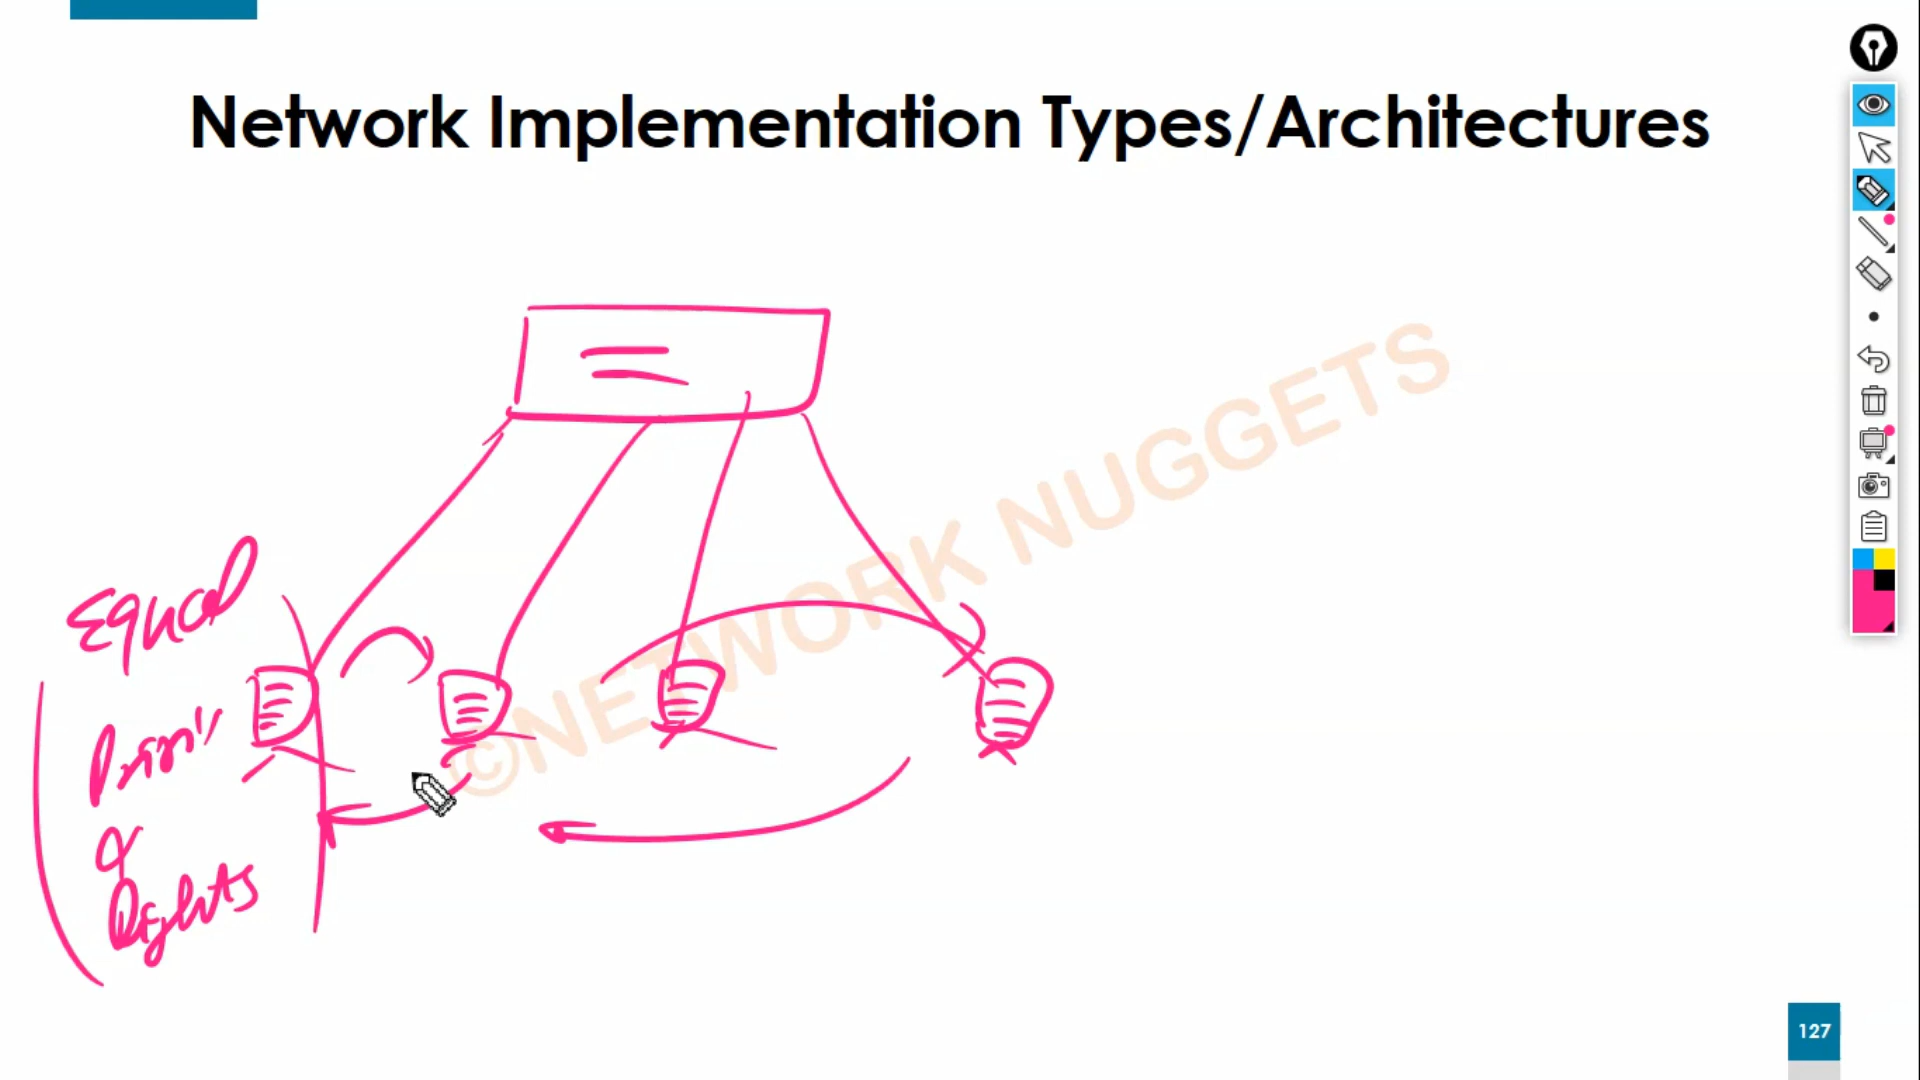 Network Implementation Types/Architectures
©NETWORK NUGGETS
Equal
&
Rights
127